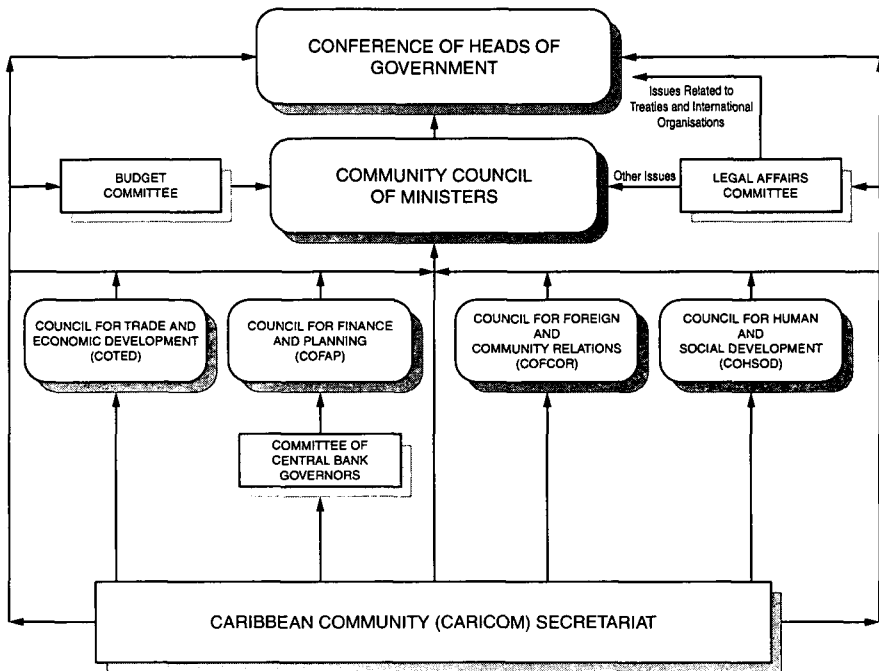 CONFERENCE OF HEADS OF
GOVERNMENT
Issues Related to
Treaties and International
Organisations
BUDGET
COMMITTEE
COMMUNITY COUNCIL
OF MINISTERS
Other Issues
LEGAL AFFAIRS
COMMITTEE
COUNCIL FOR TRADE AND
ECONOMIC DEVELOPMENT
(COTED)
COUNCIL FOR FINANCE
AND PLANNING
(COFAP)
COUNCIL FOR FOREIGN
AND
COMMUNITY RELATIONS
(COFCOR)
COUNCIL FOR HUMAN
AND
SOCIAL DEVELOPMENT
(COHSOD)
COMMITTEE OF
CENTRAL BANK
GOVERNORS
CARIBBEAN COMMUNITY (CARICOM) SECRETARIAT